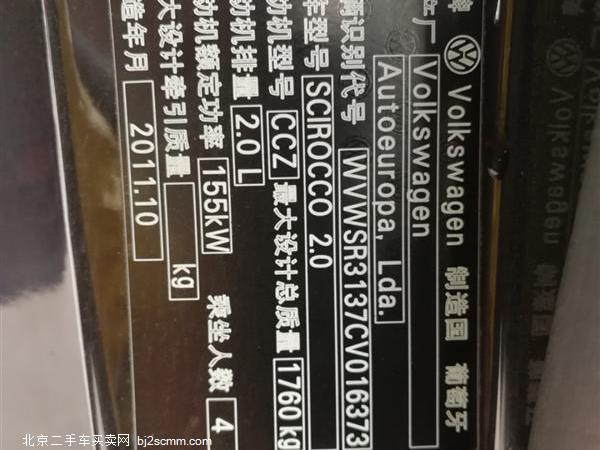 牌 Volkswagen 制造国 葡萄牙
厂 Volkswagen
Autoeuropa, Lda.
识别代号 WVWSR3137CV016373
车型号 SCIROCCO 2.0
动机型号 CCZ 最大设计总质量 1760 kg
动机排量 2.0 L
动机额定功率 155kW 乘坐人数 4
大设计牵引质量 kg
造年月 2011.10
北京二手车买卖网 bj2scmm.com